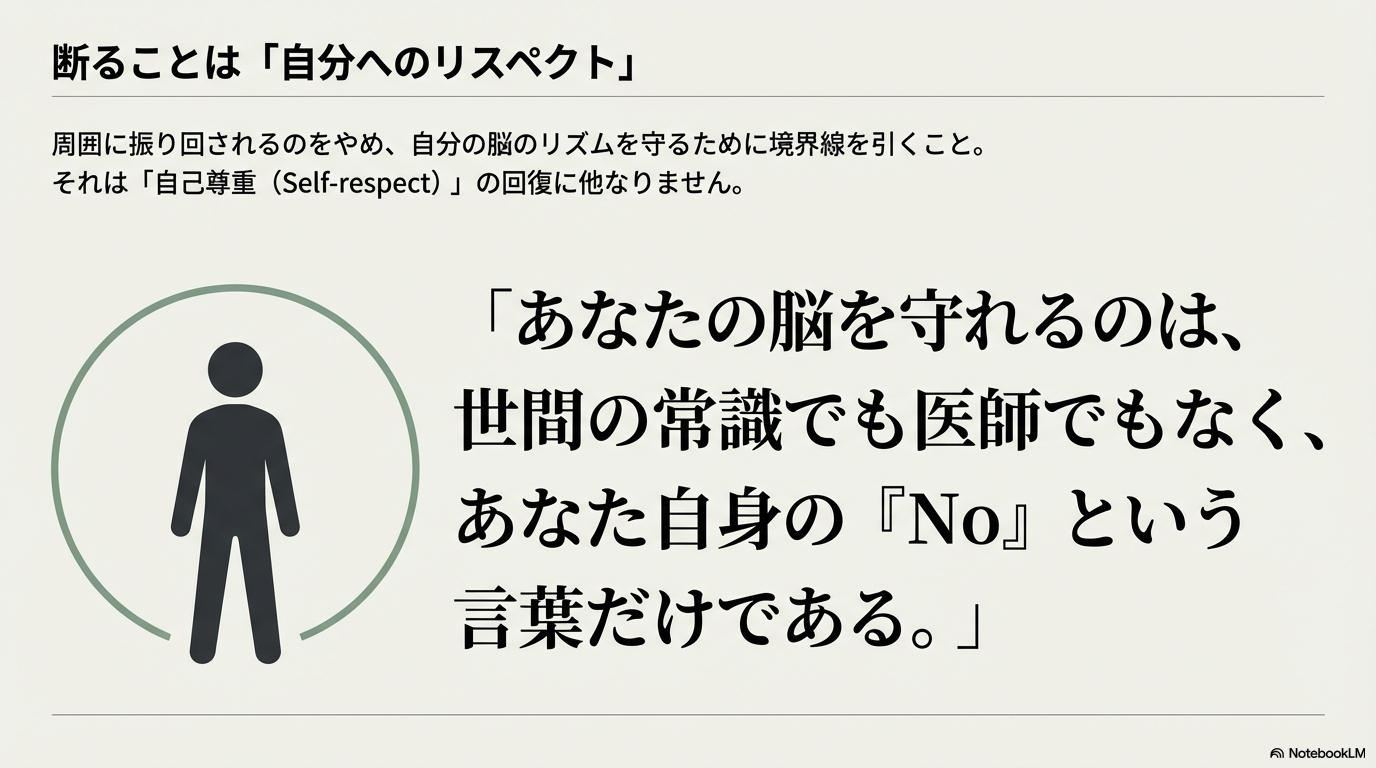 断ることは「自分へのリスペクト」
周囲に振り回されるのをやめ、自分の脳のリズムを守るために境界線を引くこと。
それは「自己尊重（Self-respect）」の回復に他なりません。
「あなたの脳を守れるのは、
世間の常識でも医師でもなく、
あなた自身の『No』という
言葉だけである。」
NotebookLM